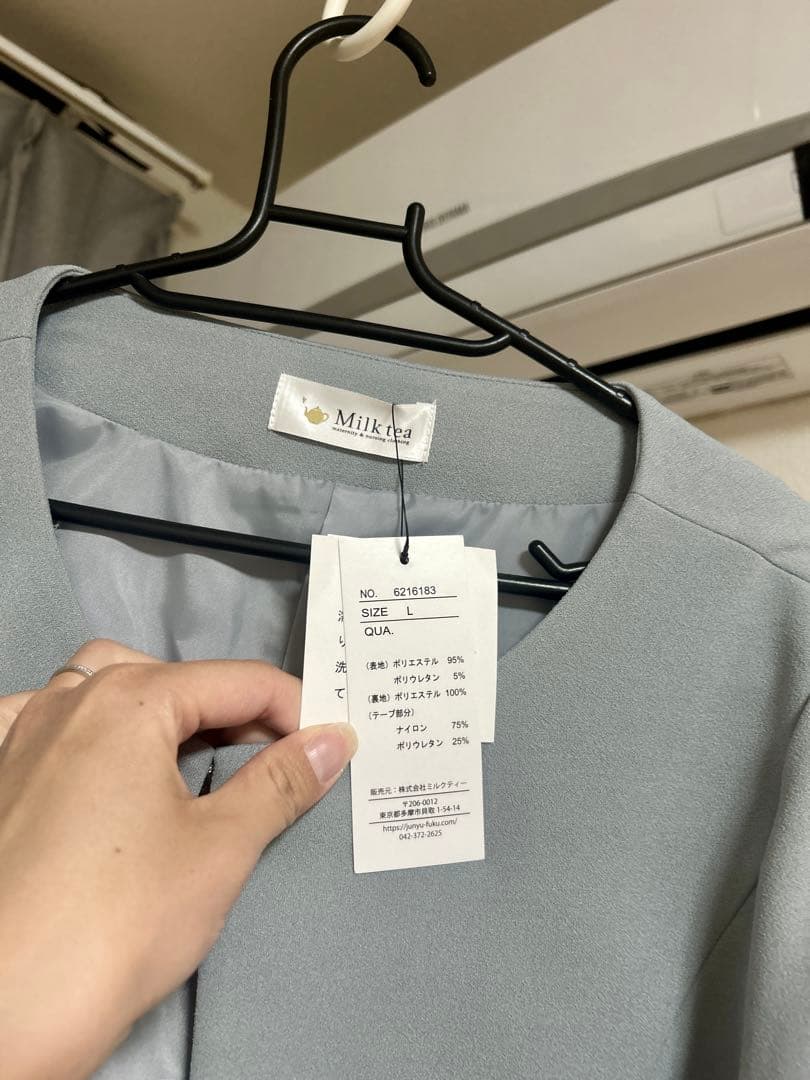 Milk tea
maternity & nursing clothing
NO. 6216183
SIZE L
QUA.
(表地) ポリエステル 95%
ポリウレタン 5%
(裏地) ポリエステル 100%
(テープ部分)
ナイロン 75%
ポリウレタン 25%
販売元：株式会社ミルクティー
〒206-0012
東京都多摩市貝取 1-54-14
https://junyu-fuku.com/
042-372-2625
り
洗
て